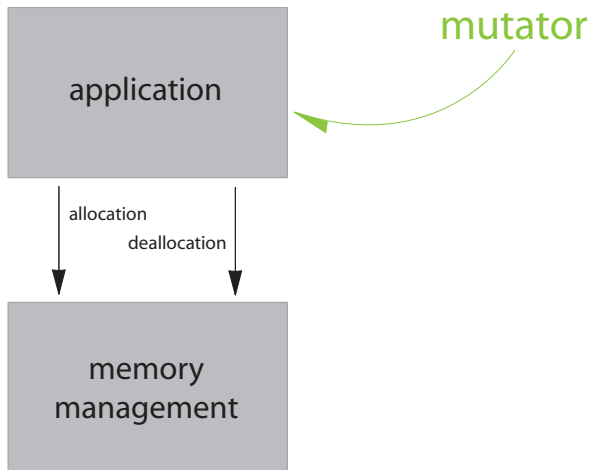 mutator
application
allocation
deallocation
memory
management